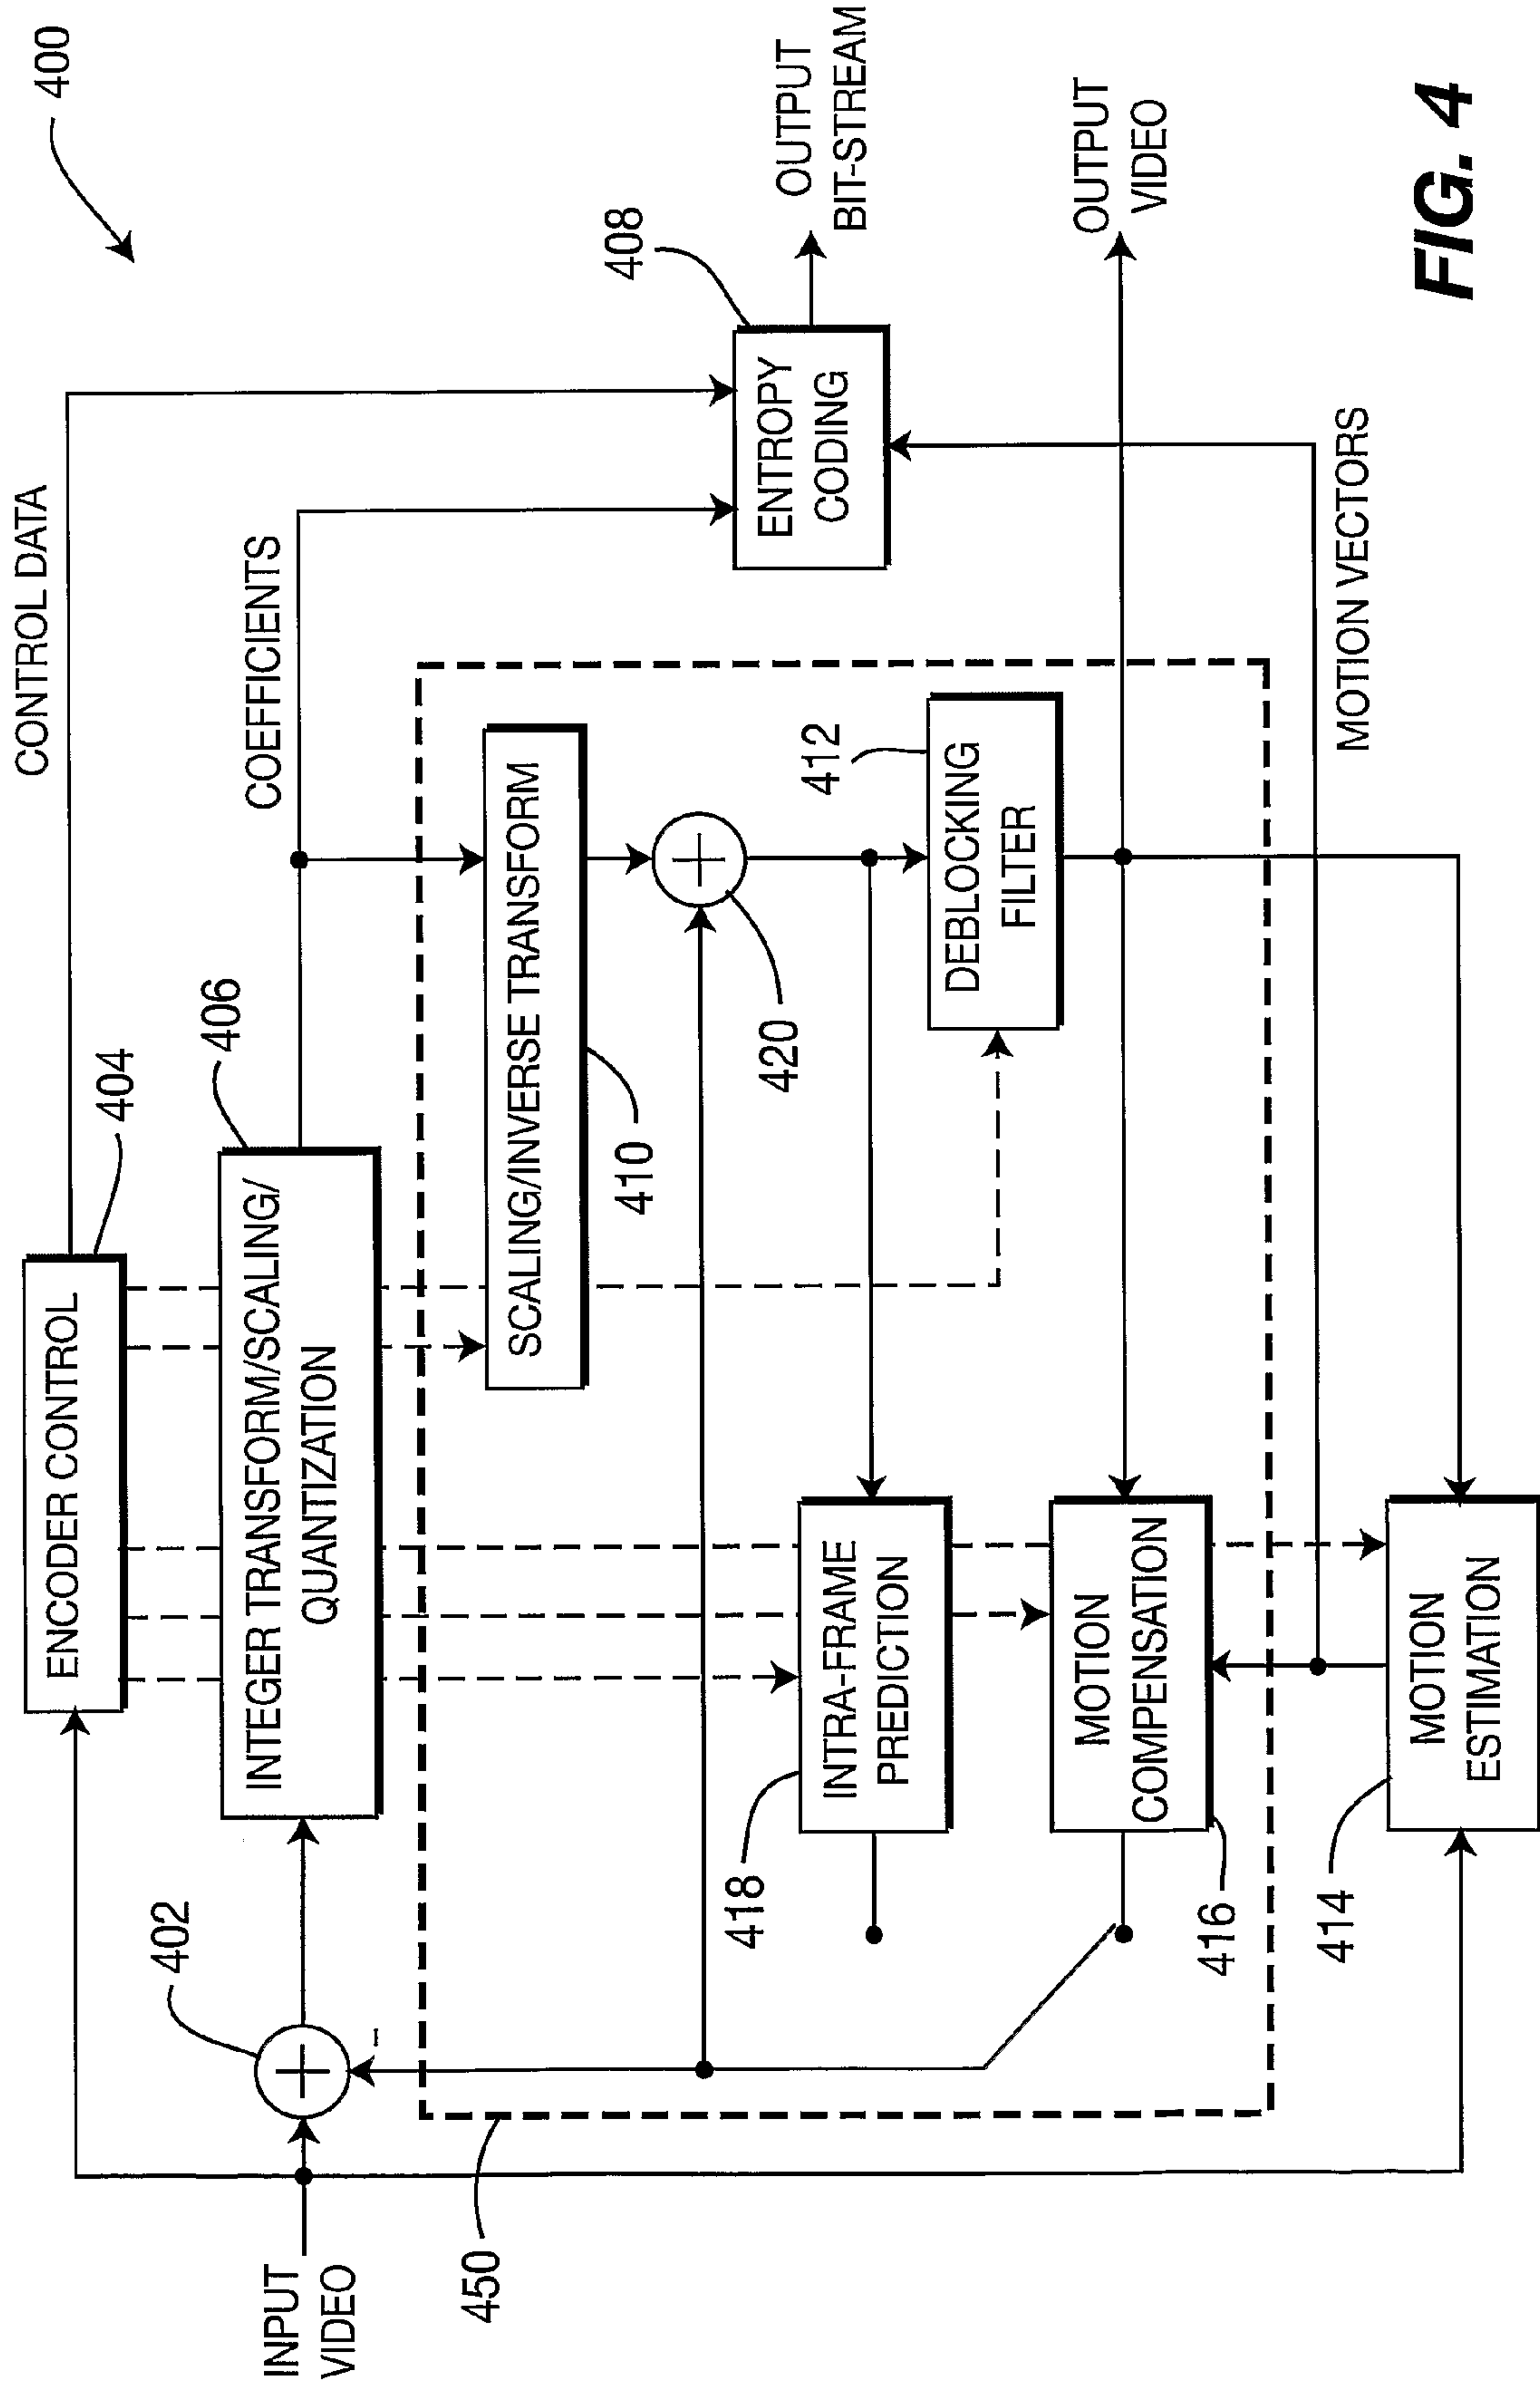 400
CONTROL DATA
404
ENCODER CONTROL
406
COEFFICIENTS
INTEGER TRANSFORM/SCALING/
QUANTIZATION
402
-
INPUT
VIDEO
408
OUTPUT
BIT-STREAM
ENTROPY
CODING
SCALING/INVERSE TRANSFORM
410
450
420
412
DEBLOCKING
FILTER
418
INTRA-FRAME
PREDICTION
OUTPUT
VIDEO
MOTION
COMPENSATION
416
MOTION VECTORS
414
MOTION
ESTIMATION
FIG. 4